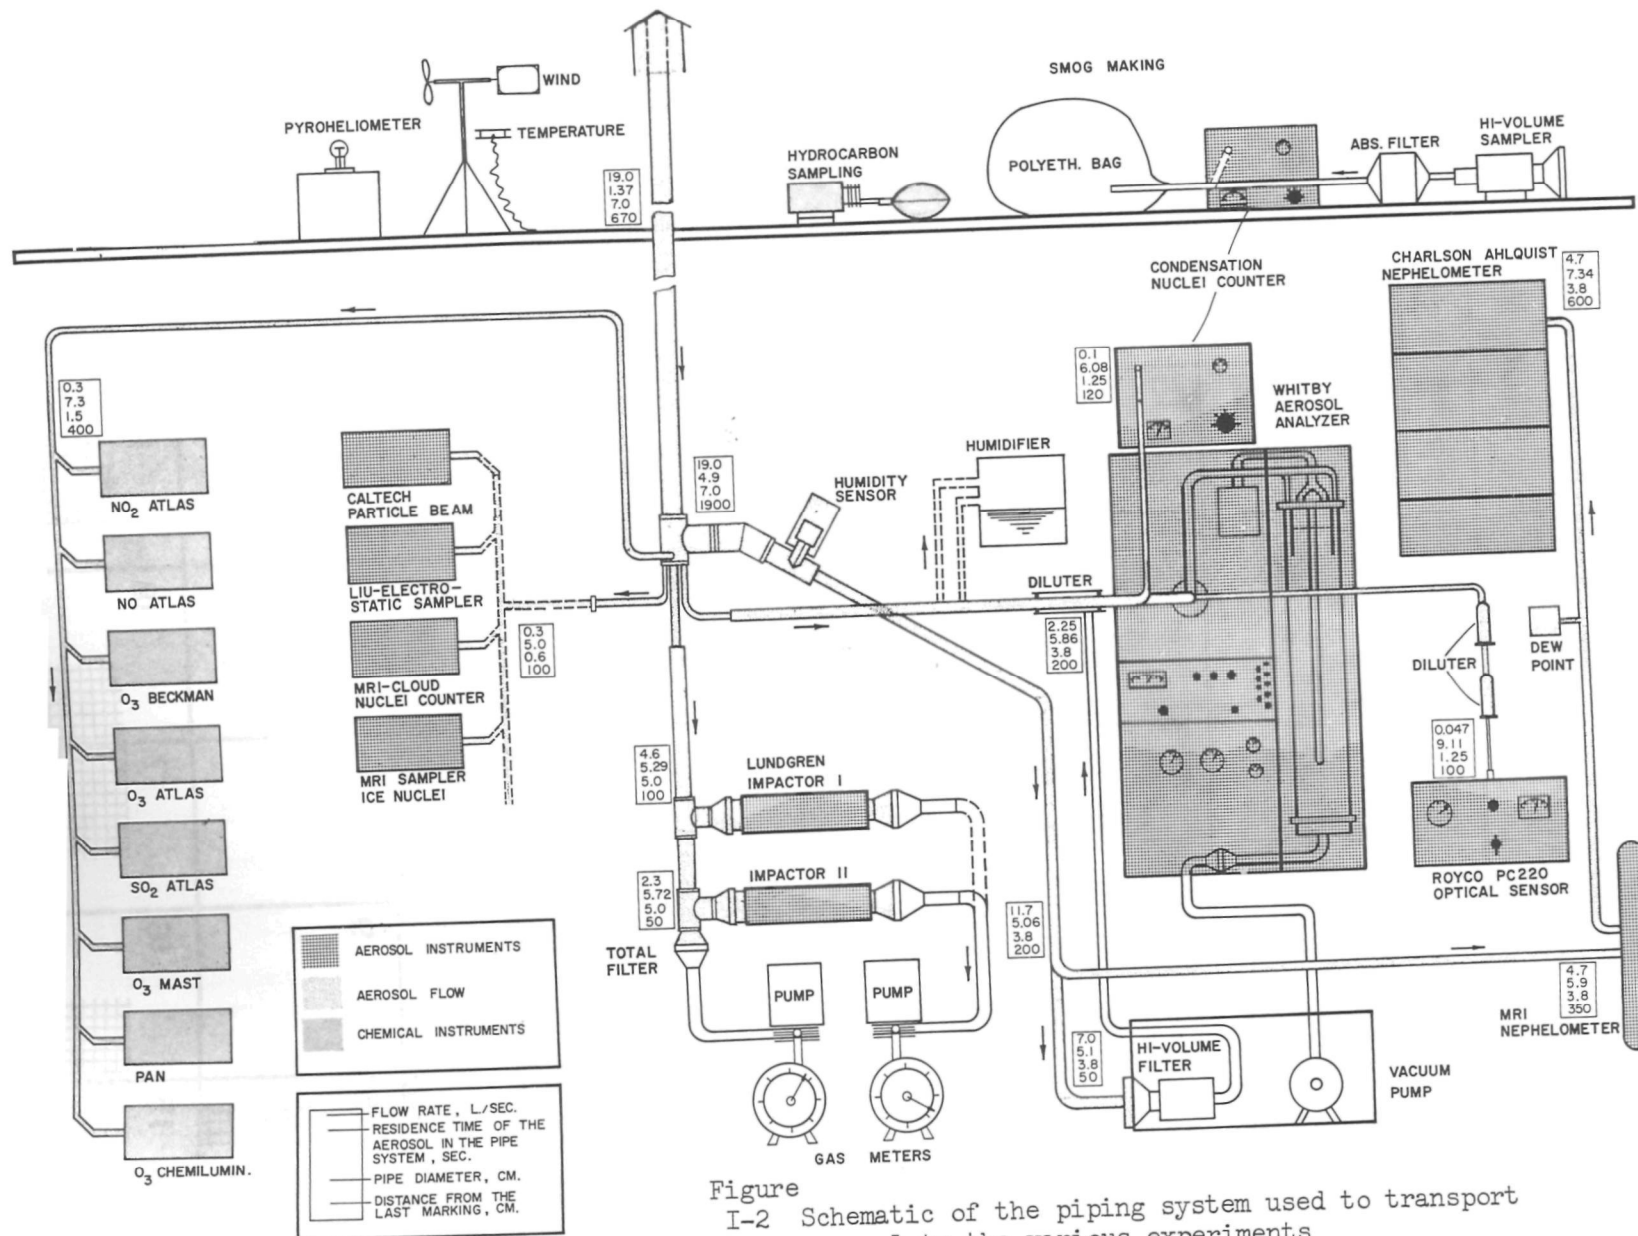 SMOG MAKING
WIND
PYROHELIOMETER
TEMPERATURE
HYDROCARBON
SAMPLING
POLYETH. BAG
ABS. FILTER
HI-VOLUME
SAMPLER
19.0
1.37
7.0
670
CONDENSATION
NUCLEI COUNTER
CHARLSON AHLQUIST
NEPHELOMETER
4.7
7.34
3.8
600
0.3
7.3
1.5
400
0.1
6.08
1.25
120
WHITBY
AEROSOL
ANALYZER
HUMIDIFIER
19.0
4.9
7.0
1900
HUMIDITY
SENSOR
NO2 ATLAS
NO ATLAS
O3 BECKMAN
O3 ATLAS
SO2 ATLAS
O3 MAST
PAN
O3 CHEMILUMIN.
CALTECH
PARTICLE BEAM
LIU-ELECTRO-
STATIC SAMPLER
MRI-CLOUD
NUCLEI COUNTER
MRI SAMPLER
ICE NUCLEI
0.3
5.0
0.6
100
DILUTER
2.25
5.86
3.8
200
DILUTER
DEW
POINT
0.047
9.11
1.25
100
ROYCO PC220
OPTICAL SENSOR
4.6
5.29
5.0
100
LUNDGREN
IMPACTOR I
2.3
5.72
5.0
50
IMPACTOR II
TOTAL
FILTER
11.7
5.06
3.8
200
PUMP
PUMP
GAS METERS
7.0
5.1
3.8
50
HI-VOLUME
FILTER
VACUUM
PUMP
4.7
5.9
3.8
350
MRI
NEPHELOMETER
AEROSOL INSTRUMENTS
AEROSOL FLOW
CHEMICAL INSTRUMENTS
FLOW RATE, L./SEC.
RESIDENCE TIME OF THE
AEROSOL IN THE PIPE
SYSTEM, SEC.
PIPE DIAMETER, CM.
DISTANCE FROM THE
LAST MARKING, CM.
Figure
I-2 Schematic of the piping system used to transport
the various experiments